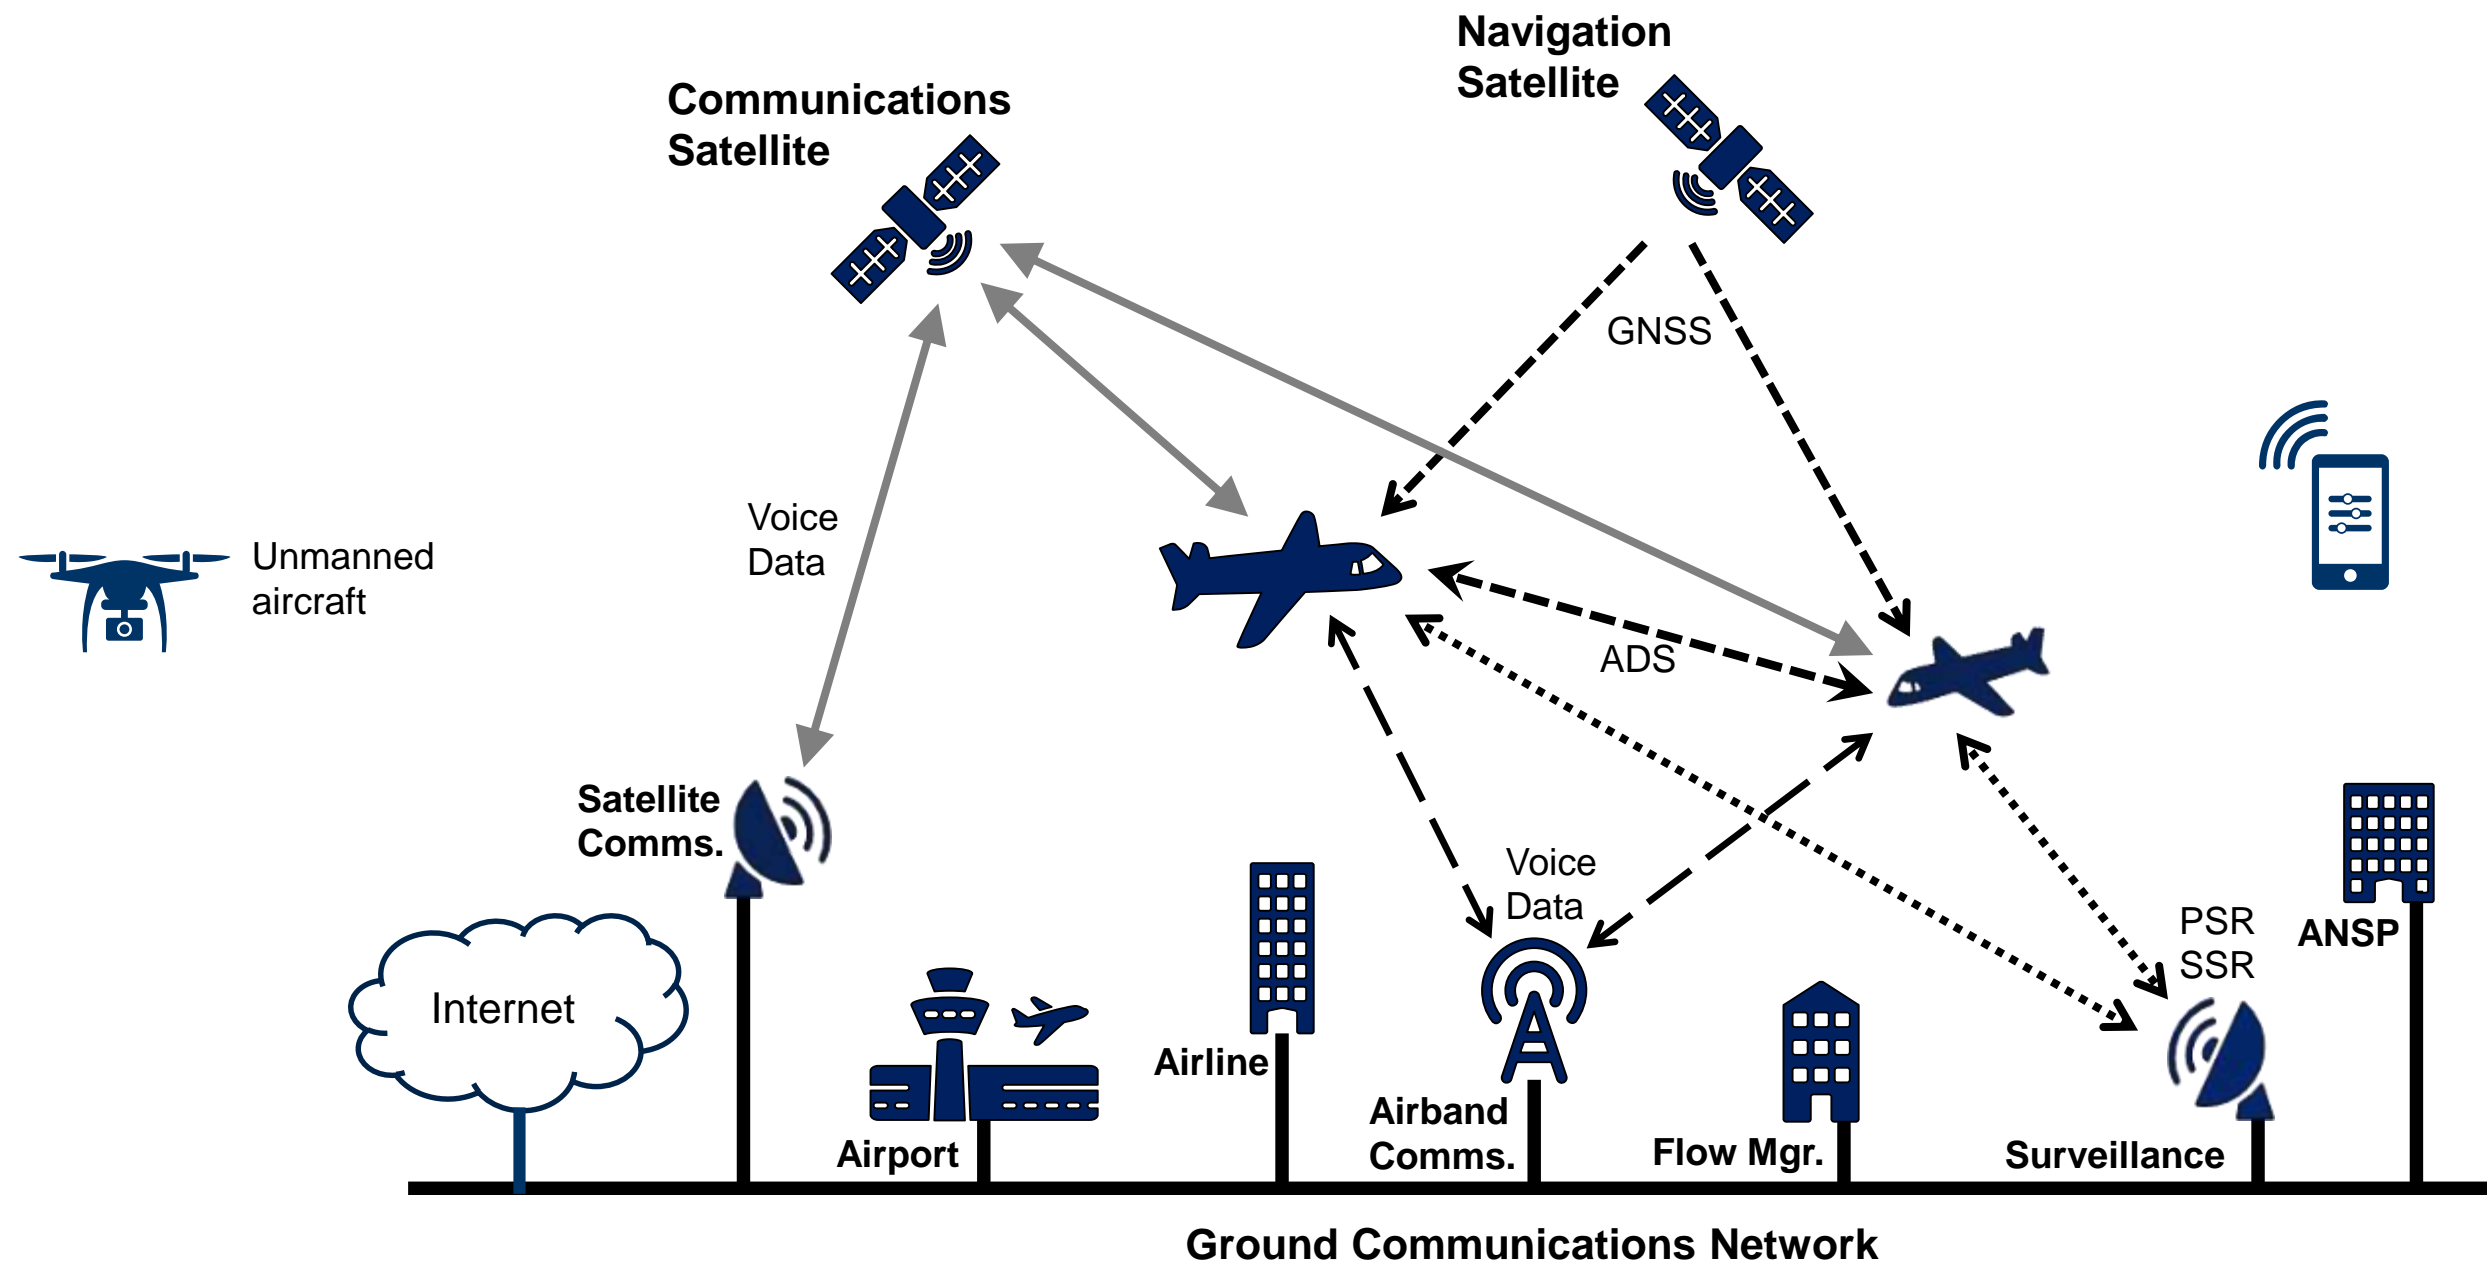 Navigation
Satellite
Communications
Satellite
GNSS
Voice
Data
Unmanned
aircraft
ADS
Satellite
Comms.
Voice
Data
PSR
SSR
ANSP
Internet
Airline
Airband
Comms.
Airport
Flow Mgr.
Surveillance
Ground Communications Network